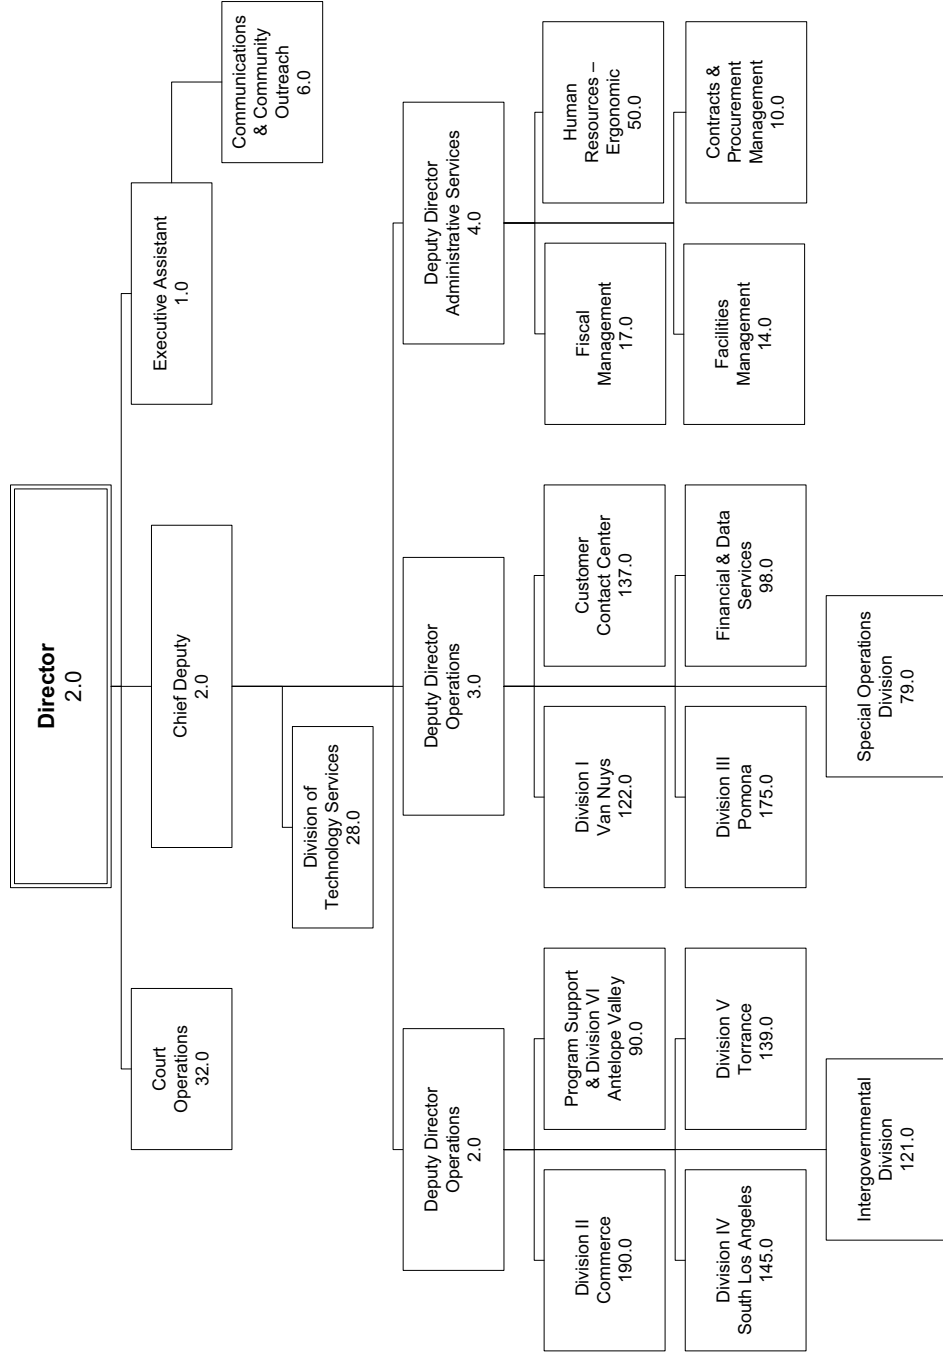 Director
2.0
Court
Operations
32.0
Chief Deputy
2.0
Executive Assistant
1.0
Communications
& Community
Outreach
6.0
Division of
Technology Services
28.0
Deputy Director
Operations
2.0
Deputy Director
Operations
3.0
Deputy Director
Administrative Services
4.0
Division II
Commerce
190.0
Program Support
& Division VI
Antelope Valley
90.0
Division IV
South Los Angeles
145.0
Division V
Torrance
139.0
Intergovernmental
Division
121.0
Division I
Van Nuys
122.0
Customer
Contact Center
137.0
Division III
Pomona
175.0
Financial & Data
Services
98.0
Special Operations
Division
79.0
Fiscal
Management
17.0
Human
Resources –
Ergonomic
50.0
Facilities
Management
14.0
Contracts &
Procurement
Management
10.0